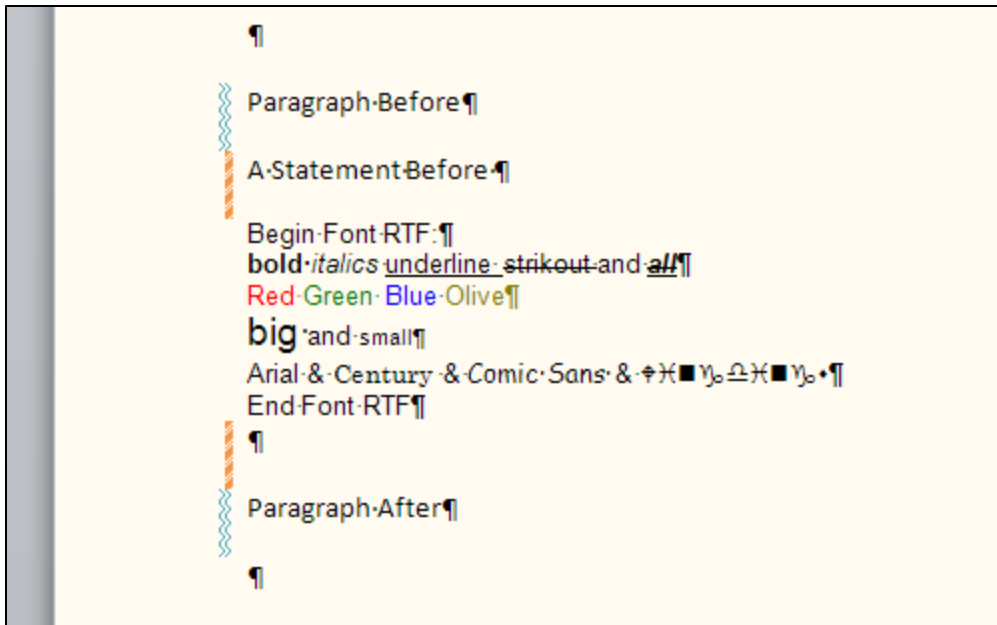 ¶
Paragraph·Before¶
A·Statement·Before·¶
Begin·Font·RTF:¶
bold·italics·underline·strikout·and·all¶
Red·Green·Blue·Olive¶
big·and·small¶
Arial·&·Century·&·Comic·Sans·&·⌖♓■♑♎♓■♑⬧¶
End·Font·RTF¶
¶
Paragraph·After¶
¶